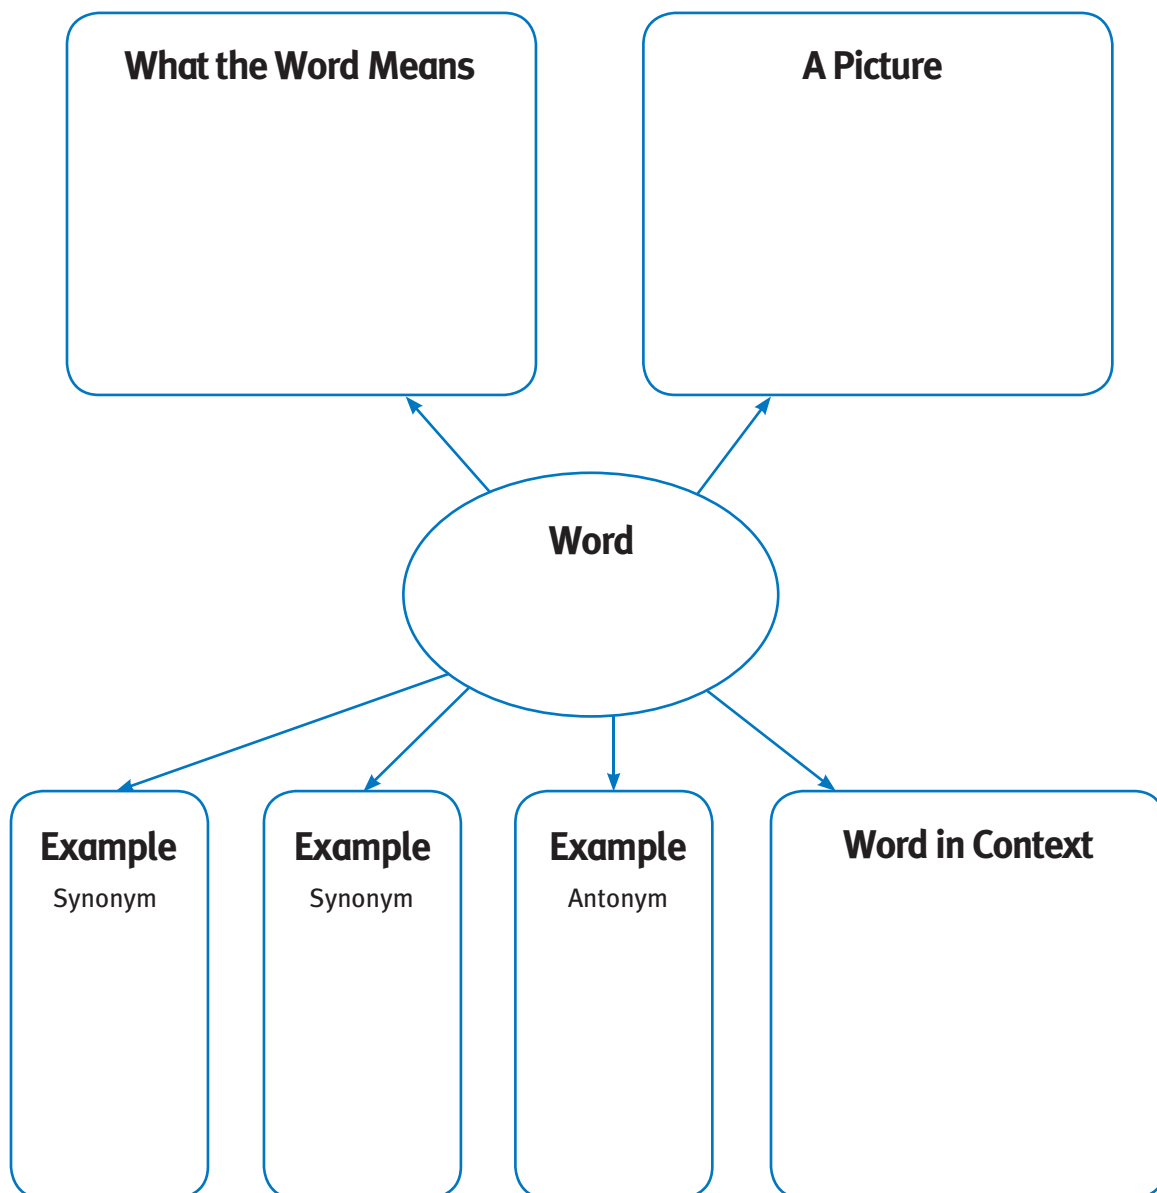 What the Word Means
A Picture
Word
Example
Synonym
Example
Synonym
Example
Antonym
Word in Context